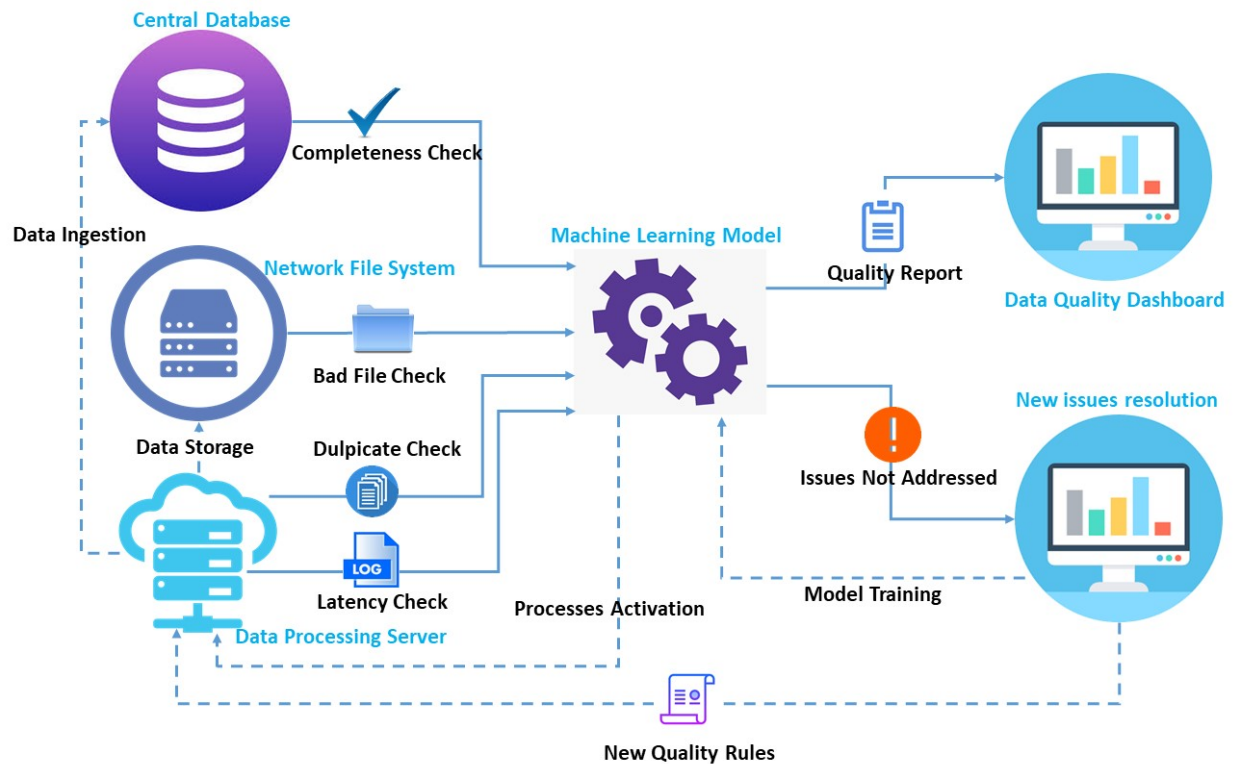 Central Database
Completeness Check
Data Ingestion
Network File System
Machine Learning Model
Quality Report
Data Quality Dashboard
Bad File Check
New issues resolution
Data Storage
Dulpicate Check
Issues Not Addressed
LOG
Latency Check
Processes Activation
Model Training
Data Processing Server
New Quality Rules